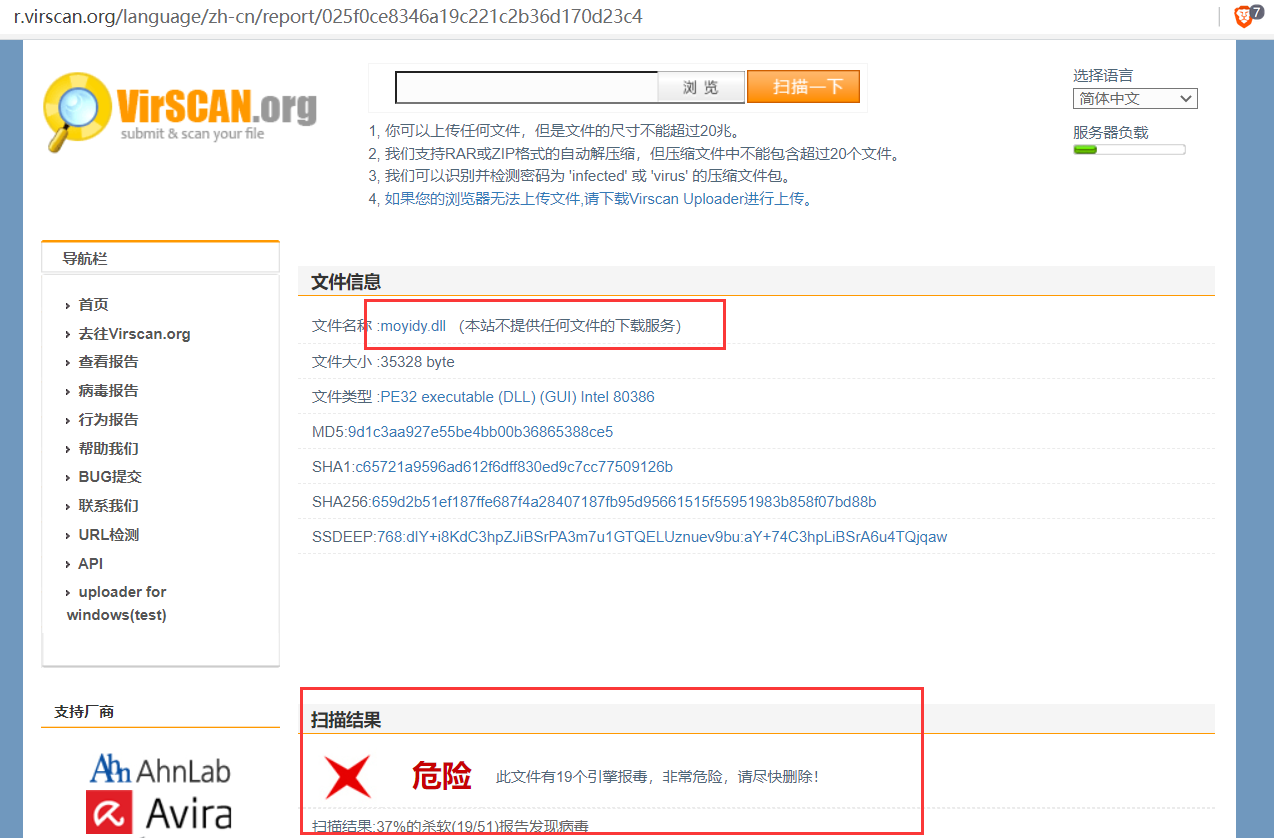 r.virscan.org/language/zh-cn/report/025f0ce8346a19c221c2b36d170d23c4
7
VirSCAN.org
submit & scan your file
浏 览
扫描一下
选择语言
简体中文
服务器负载
1, 你可以上传任何文件，但是文件的尺寸不能超过20兆。
2, 我们支持RAR或ZIP格式的自动解压缩，但压缩文件中不能包含超过20个文件。
3, 我们可以识别并检测密码为 'infected' 或 'virus' 的压缩文件包。
4, 如果您的浏览器无法上传文件,请下载Virscan Uploader进行上传。
导航栏
首页
去往Virscan.org
查看报告
病毒报告
行为报告
帮助我们
BUG提交
联系我们
URL检测
API
uploader for
windows(test)
支持厂商
Ahn AhnLab
Avira
文件信息
文件名称 :moyidy.dll （本站不提供任何文件的下载服务）
文件大小 :35328 byte
文件类型 :PE32 executable (DLL) (GUI) Intel 80386
MD5:9d1c3aa927e55be4bb00b36865388ce5
SHA1:c65721a9596ad612f6dff830ed9c7cc77509126b
SHA256:659d2b51ef187ffe687f4a28407187fb95d95661515f55951983b858f07bd88b
SSDEEP:768:dIY+i8KdC3hpZJiBSrPA3m7u1GTQELUznuev9bu:aY+74C3hpLiBSrA6u4TQjqaw
扫描结果
危险
此文件有19个引擎报毒，非常危险，请尽快删除！
扫描结果:37%的杀软(19/51)报告发现病毒